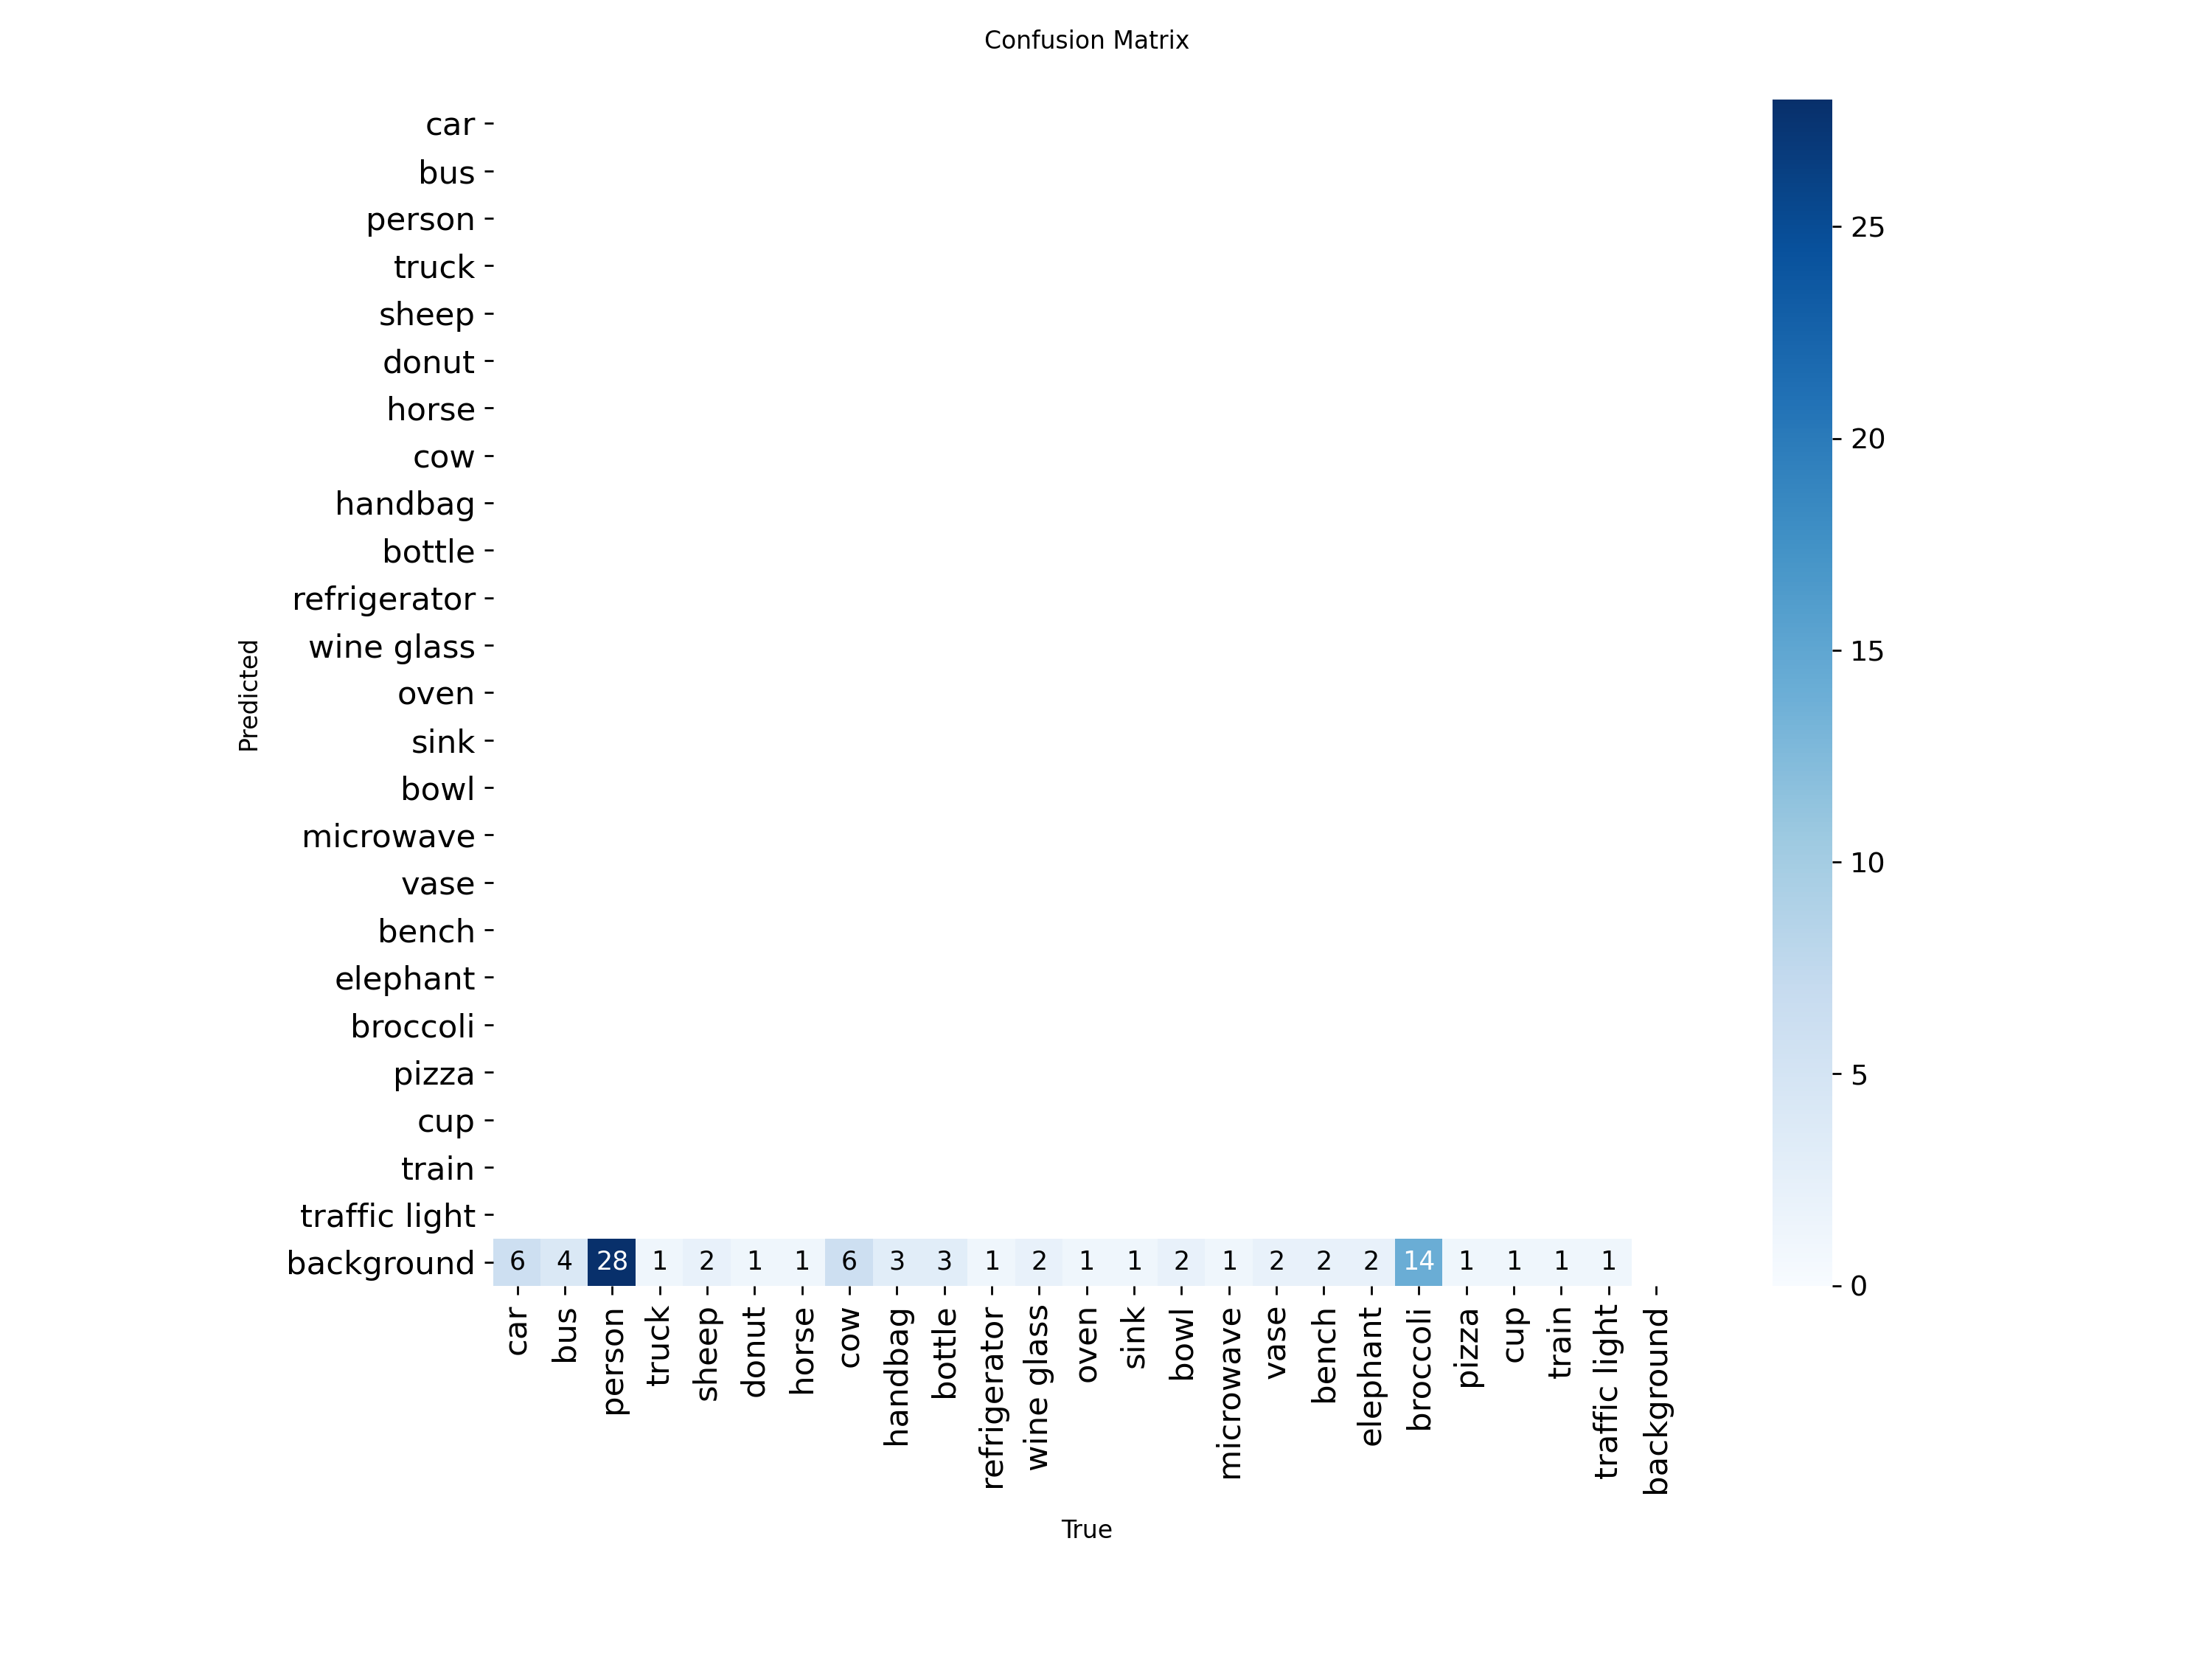 Confusion Matrix
car
bus
person
truck
sheep
donut
horse
cow
handbag
bottle
refrigerator
wine glass
oven
sink
bowl
microwave
vase
bench
elephant
broccoli
pizza
cup
train
traffic light
background
Predicted
6 4 28 1 2 1 1 6 3 3 1 2 1 1 2 1 2 2 2 14 1 1 1 1
car
bus
person
truck
sheep
donut
horse
cow
handbag
bottle
refrigerator
wine glass
oven
sink
bowl
microwave
vase
bench
elephant
broccoli
pizza
cup
train
traffic light
background
True
25
20
15
10
5
0